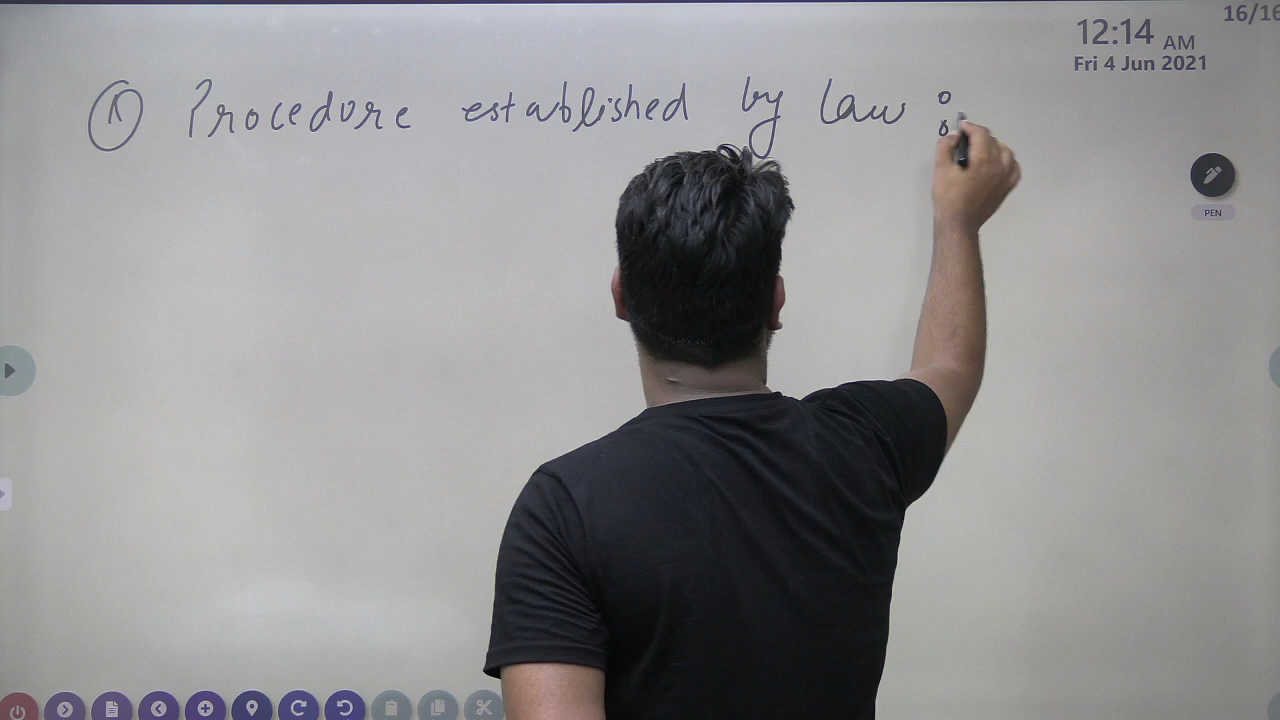 16/16
12:14 AM
Fri 4 Jun 2021
Procedure established by law :
PEN